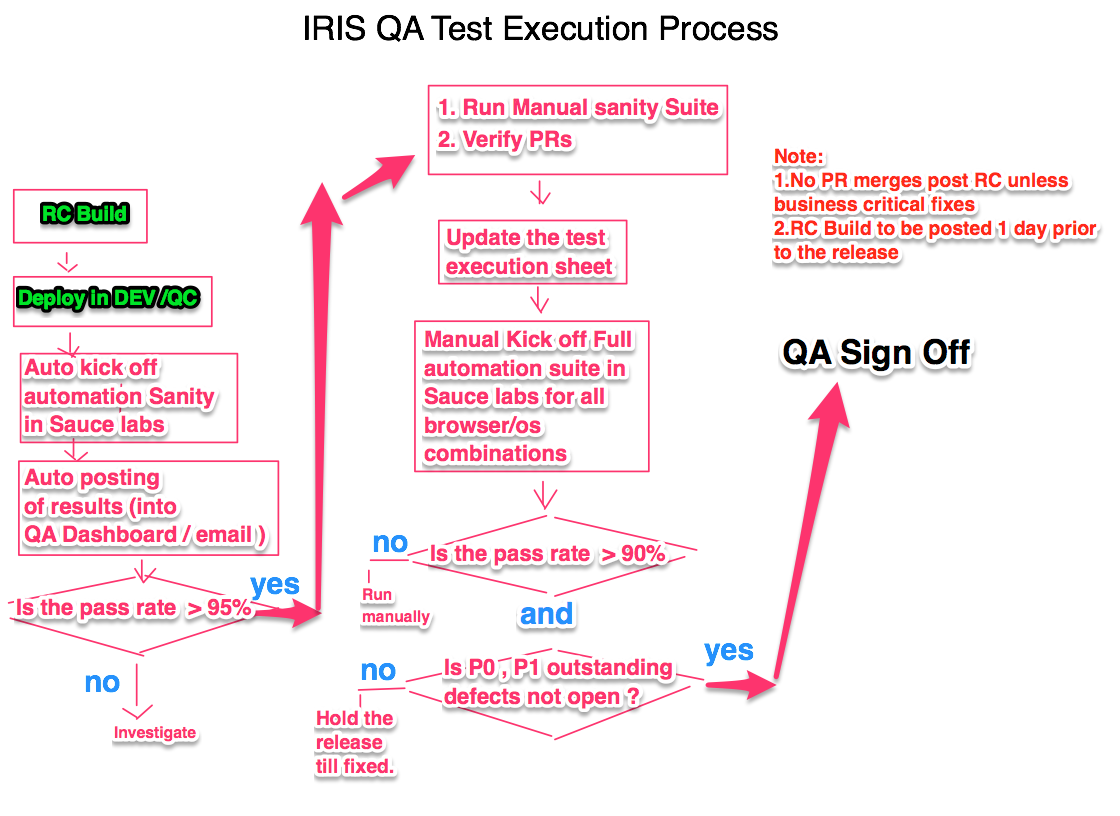 IRIS QA Test Execution Process
RC Build
Deploy in DEV /QC
Auto kick off
automation Sanity
in Sauce labs
Auto posting
of results (into
QA Dashboard / email )
Is the pass rate > 95%
yes
no
Investigate
1. Run Manual sanity Suite
2. Verify PRs
Update the test
execution sheet
Manual Kick off Full
automation suite in
Sauce labs for all
browser/os
combinations
Is the pass rate > 90%
no
Run
manually
and
Is P0 , P1 outstanding
defects not open ?
no
Hold the
release
till fixed.
yes
QA Sign Off
Note:
1.No PR merges post RC unless
business critical fixes
2.RC Build to be posted 1 day prior
to the release